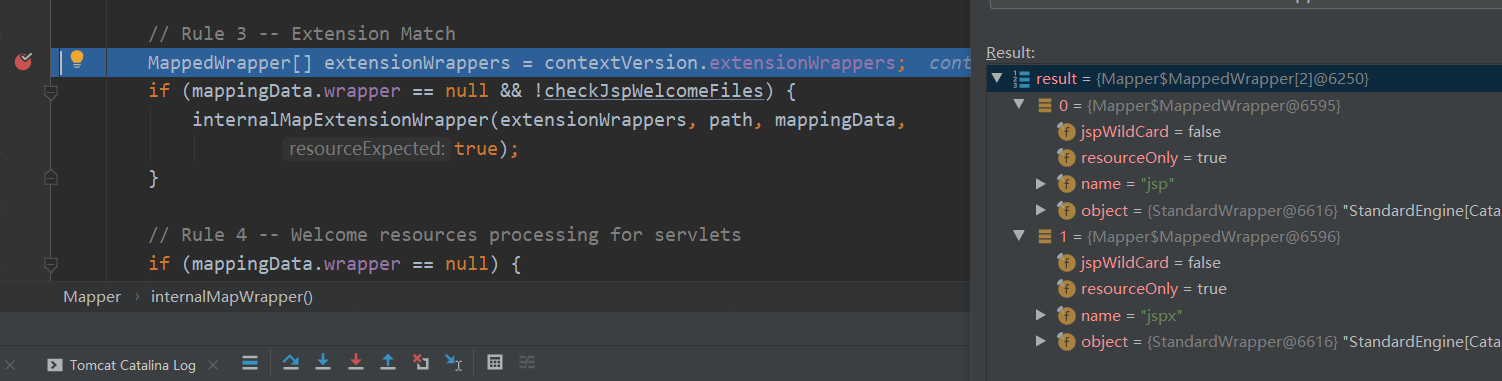 // Rule 3 -- Extension Match
MappedWrapper[] extensionWrappers = contextVersion.extensionWrappers; cont
if (mappingData.wrapper == null && !checkJspWelcomeFiles) {
internalMapExtensionWrapper(extensionWrappers, path, mappingData,
resourceExpected: true);
}
// Rule 4 -- Welcome resources processing for servlets
if (mappingData.wrapper == null) {
Mapper › internalMapWrapper()
Tomcat Catalina Log
Result:
result = {Mapper$MappedWrapper[2]@6250}
0 = {Mapper$MappedWrapper@6595}
jspWildCard = false
resourceOnly = true
name = "jsp"
object = {StandardWrapper@6616} "StandardEngine[Cata
1 = {Mapper$MappedWrapper@6596}
jspWildCard = false
resourceOnly = true
name = "jspx"
object = {StandardWrapper@6616} "StandardEngine[Cata